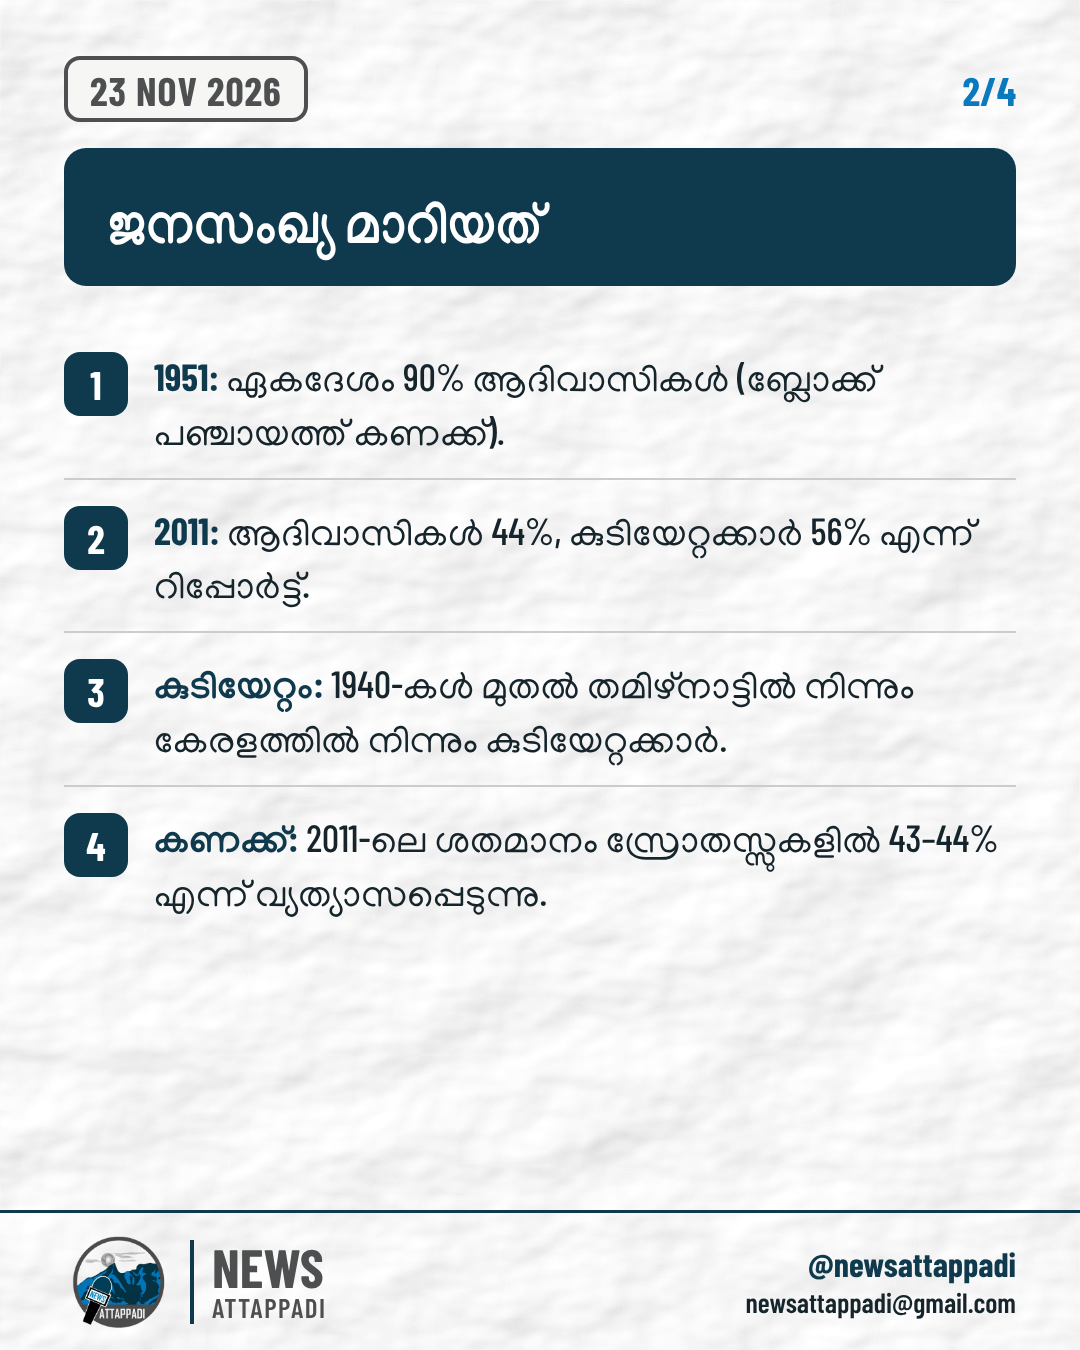 23 NOV 2026
2/4
ജനസംഖ്യ മാറിയത്
1
1951: ഏകദേശം 90% ആദിവാസികൾ (ബ്ലോക്ക്
പഞ്ചായത്ത് കണക്ക്).
2
2011: ആദിവാസികൾ 44%, കുടിയേറ്റക്കാർ 56% എന്ന്
റിപ്പോർട്ട്.
3
കുടിയേറ്റം: 1940-കൾ മുതൽ തമിഴ്‌നാട്ടിൽ നിന്നും
കേരളത്തിൽ നിന്നും കുടിയേറ്റക്കാർ.
4
കണക്ക്: 2011-ലെ ശതമാനം സ്രോതസ്സുകളിൽ 43–44%
എന്ന് വ്യത്യാസപ്പെടുന്നു.
NEWS
ATTAPPADI
NEWS
ATTAPPADI
@newsattappadi
newsattappadi@gmail.com